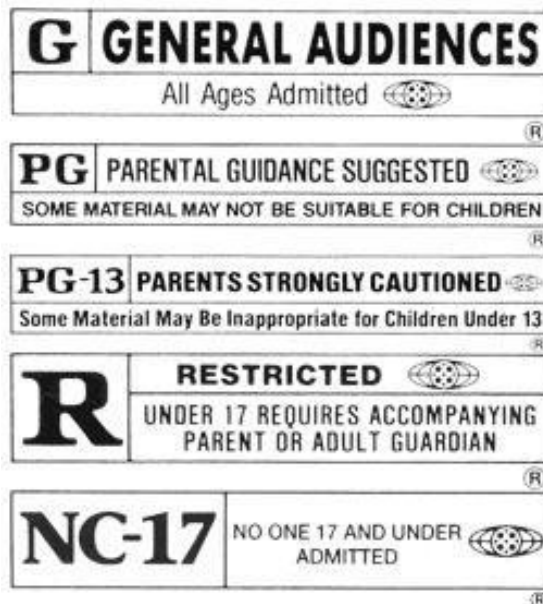 G GENERAL AUDIENCES
All Ages Admitted
®
PG PARENTAL GUIDANCE SUGGESTED
SOME MATERIAL MAY NOT BE SUITABLE FOR CHILDREN
®
PG-13 PARENTS STRONGLY CAUTIONED
Some Material May Be Inappropriate for Children Under 13
®
R RESTRICTED
UNDER 17 REQUIRES ACCOMPANYING
PARENT OR ADULT GUARDIAN
®
NC-17 NO ONE 17 AND UNDER
ADMITTED
®